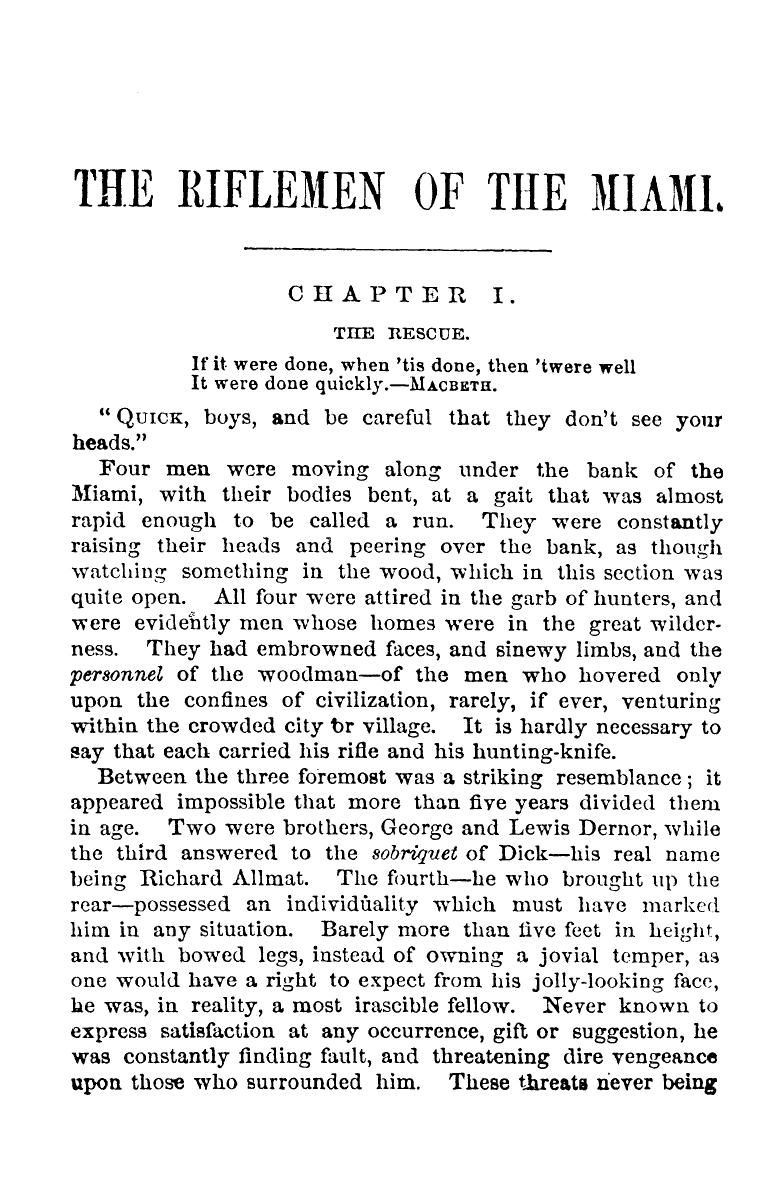 THE RIFLEMEN OF THE MIAMI.
CHAPTER I.
THE RESCUE.
If it were done, when 'tis done, then 'twere well
It were done quickly.—MACBETH.
"QUICK, boys, and be careful that they don't see your
heads."
Four men were moving along under the bank of the
Miami, with their bodies bent, at a gait that was almost
rapid enough to be called a run. They were constantly
raising their heads and peering over the bank, as though
watching something in the wood, which in this section was
quite open. All four were attired in the garb of hunters, and
were evidently men whose homes were in the great wilder-
ness. They had embrowned faces, and sinewy limbs, and the
personnel of the woodman—of the men who hovered only
upon the confines of civilization, rarely, if ever, venturing
within the crowded city or village. It is hardly necessary to
say that each carried his rifle and his hunting-knife.
Between the three foremost was a striking resemblance; it
appeared impossible that more than five years divided them
in age. Two were brothers, George and Lewis Dernor, while
the third answered to the sobriquet of Dick—his real name
being Richard Allmat. The fourth—he who brought up the
rear—possessed an individuality which must have marked
him in any situation. Barely more than five feet in height,
and with bowed legs, instead of owning a jovial temper, as
one would have a right to expect from his jolly-looking face,
he was, in reality, a most irascible fellow. Never known to
express satisfaction at any occurrence, gift or suggestion, he
was constantly finding fault, and threatening dire vengeance
upon those who surrounded him. These threats never being